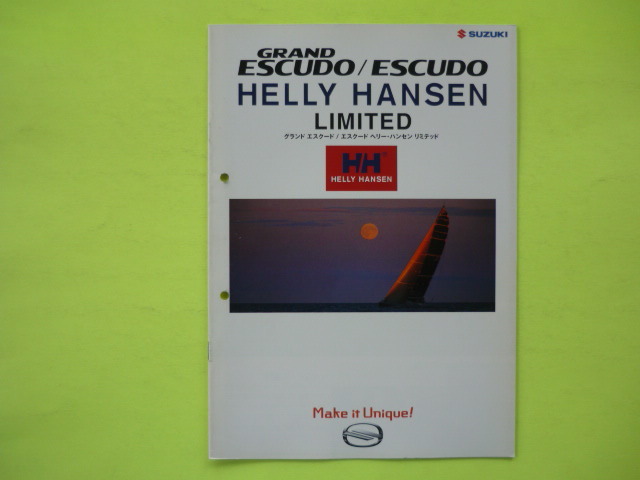 SUZUKI
GRAND
ESCUDO/ESCUDO
HELLY HANSEN
LIMITED
グランド エスクード / エスクード ヘリー・ハンセン リミテッド
HH®
HELLY HANSEN
Make it Unique!